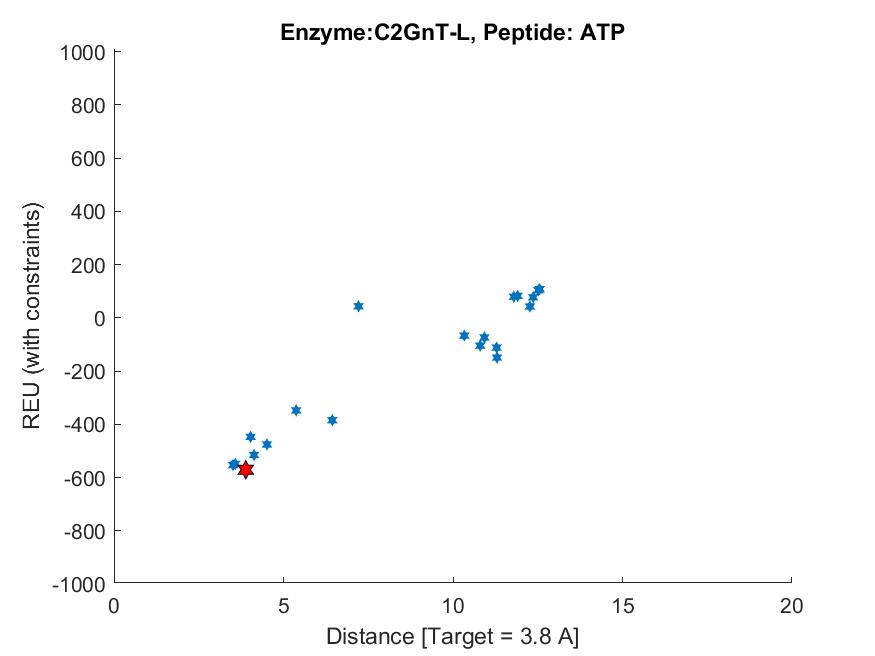 Enzyme:C2GnT-L, Peptide: ATP
1000
800
600
400
200
0
-200
-400
-600
-800
-1000
REU (with constraints)
0 5 10 15 20
Distance [Target = 3.8 A]